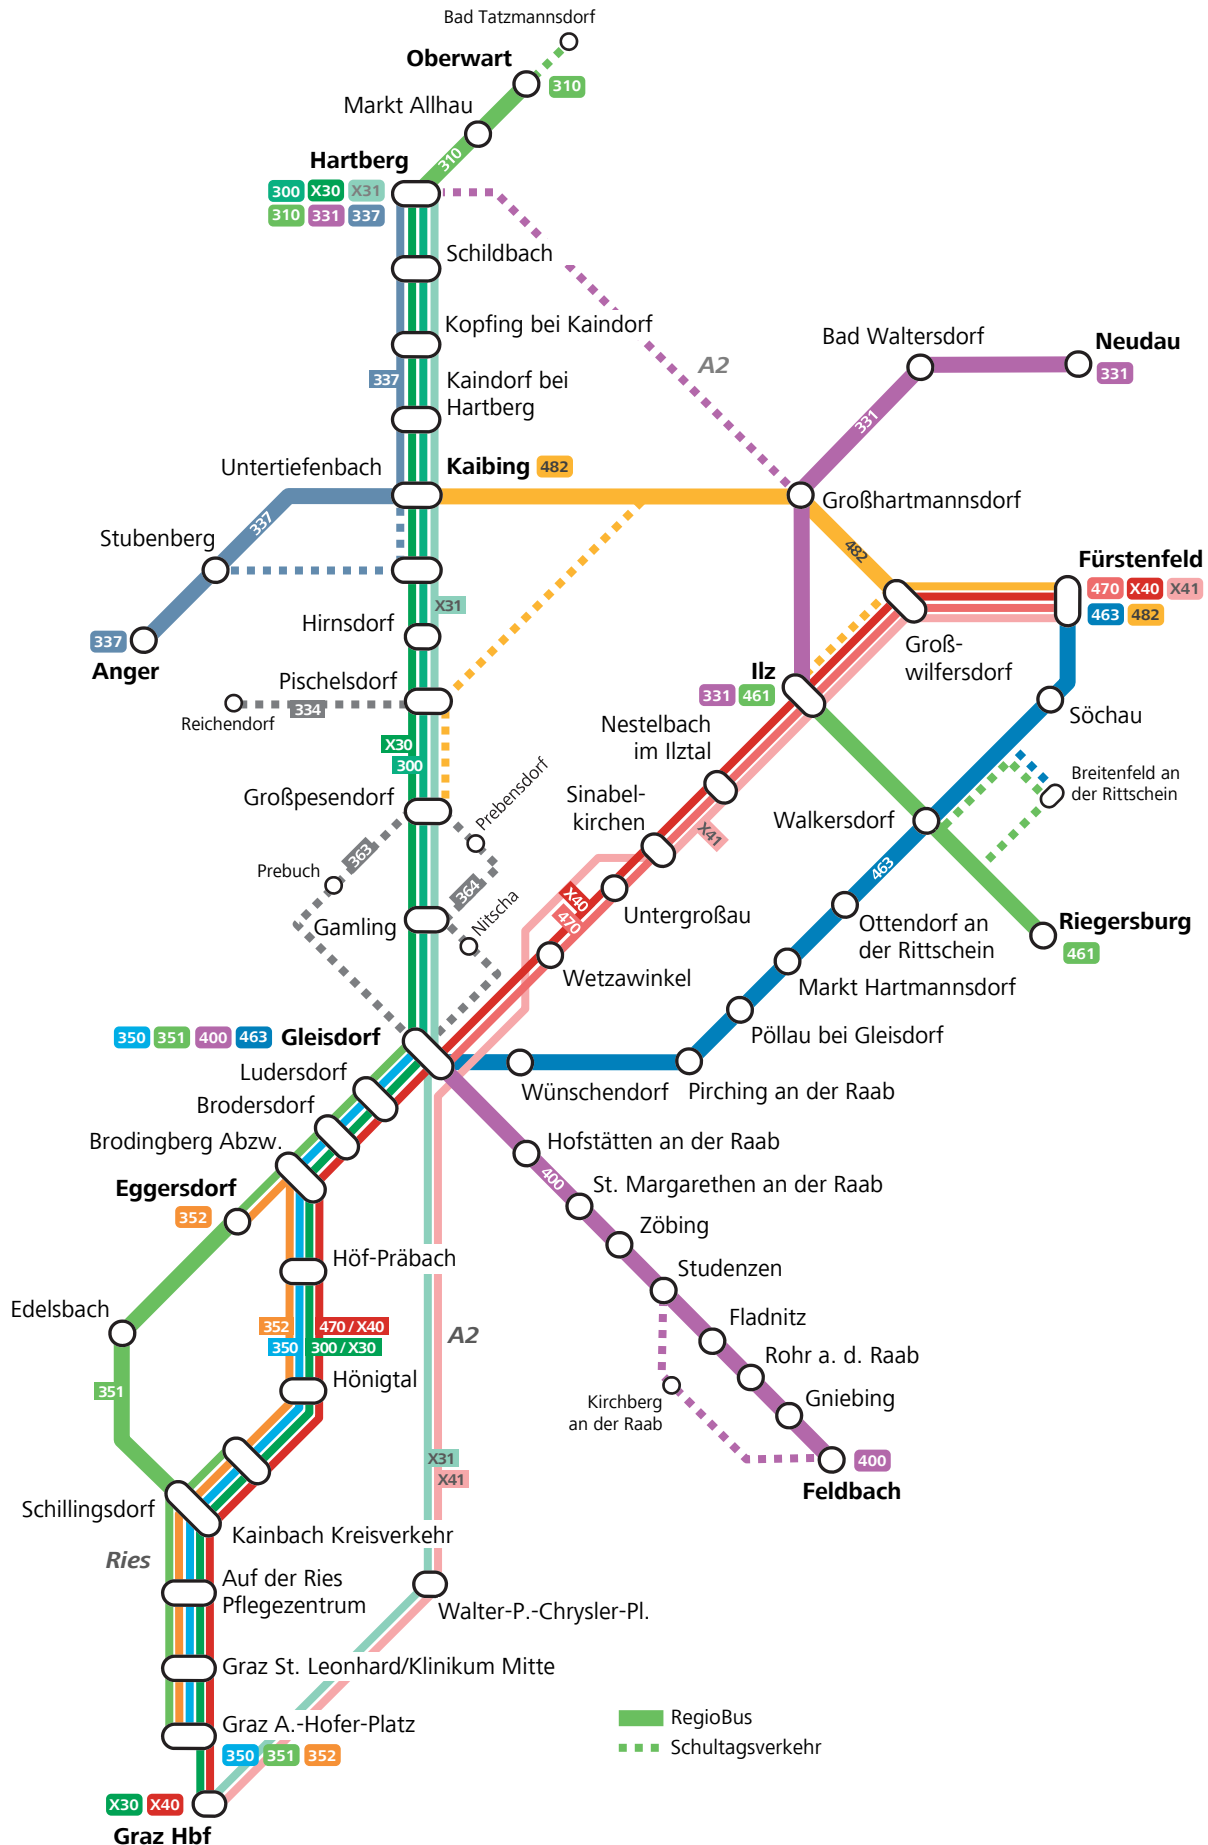 Bad Tatzmannsdorf
Oberwart
310
Markt Allhau
310
Hartberg
300 X30 X31
310 331 337
Schildbach
Kopfing bei Kaindorf
A2
Bad Waltersdorf
Neudau
331
337
Kaindorf bei
Hartberg
331
Untertiefenbach
Kaibing 482
Großhartmannsdorf
337
Stubenberg
482
Fürstenfeld
470 X40 X41
463 482
X31
Hirnsdorf
337
Anger
Groß-
wilfersdorf
Ilz
331 461
Pischelsdorf
334
Reichendorf
Söchau
Nestelbach
im Ilztal
X30
300
Breitenfeld an
der Rittschein
Großpesendorf
Prebensdorf
Sinabel-
kirchen
Walkersdorf
X41
363
Prebuch
463
364
X40
470
Nitscha
Gamling
Untergroßau
Ottendorf an
der Rittschein
Riegersburg
461
Wetzawinkel
Markt Hartmannsdorf
350 351 400 463 Gleisdorf
Pöllau bei Gleisdorf
Ludersdorf
Wünschendorf
Pirching an der Raab
Brodersdorf
Brodingberg Abzw.
Hofstätten an der Raab
400
Eggersdorf
352
St. Margarethen an der Raab
Zöbing
Höf-Präbach
Studenzen
Edelsbach
352
470 / X40
350
300 / X30
A2
Fladnitz
Rohr a. d. Raab
Hönigtal
351
Kirchberg
an der Raab
Gniebing
X31
X41
400
Feldbach
Schillingsdorf
Kainbach Kreisverkehr
Ries
Auf der Ries
Pflegezentrum
Walter-P.-Chrysler-Pl.
Graz St. Leonhard/Klinikum Mitte
Graz A.-Hofer-Platz
350 351 352
RegioBus
Schultagsverkehr
X30 X40
Graz Hbf